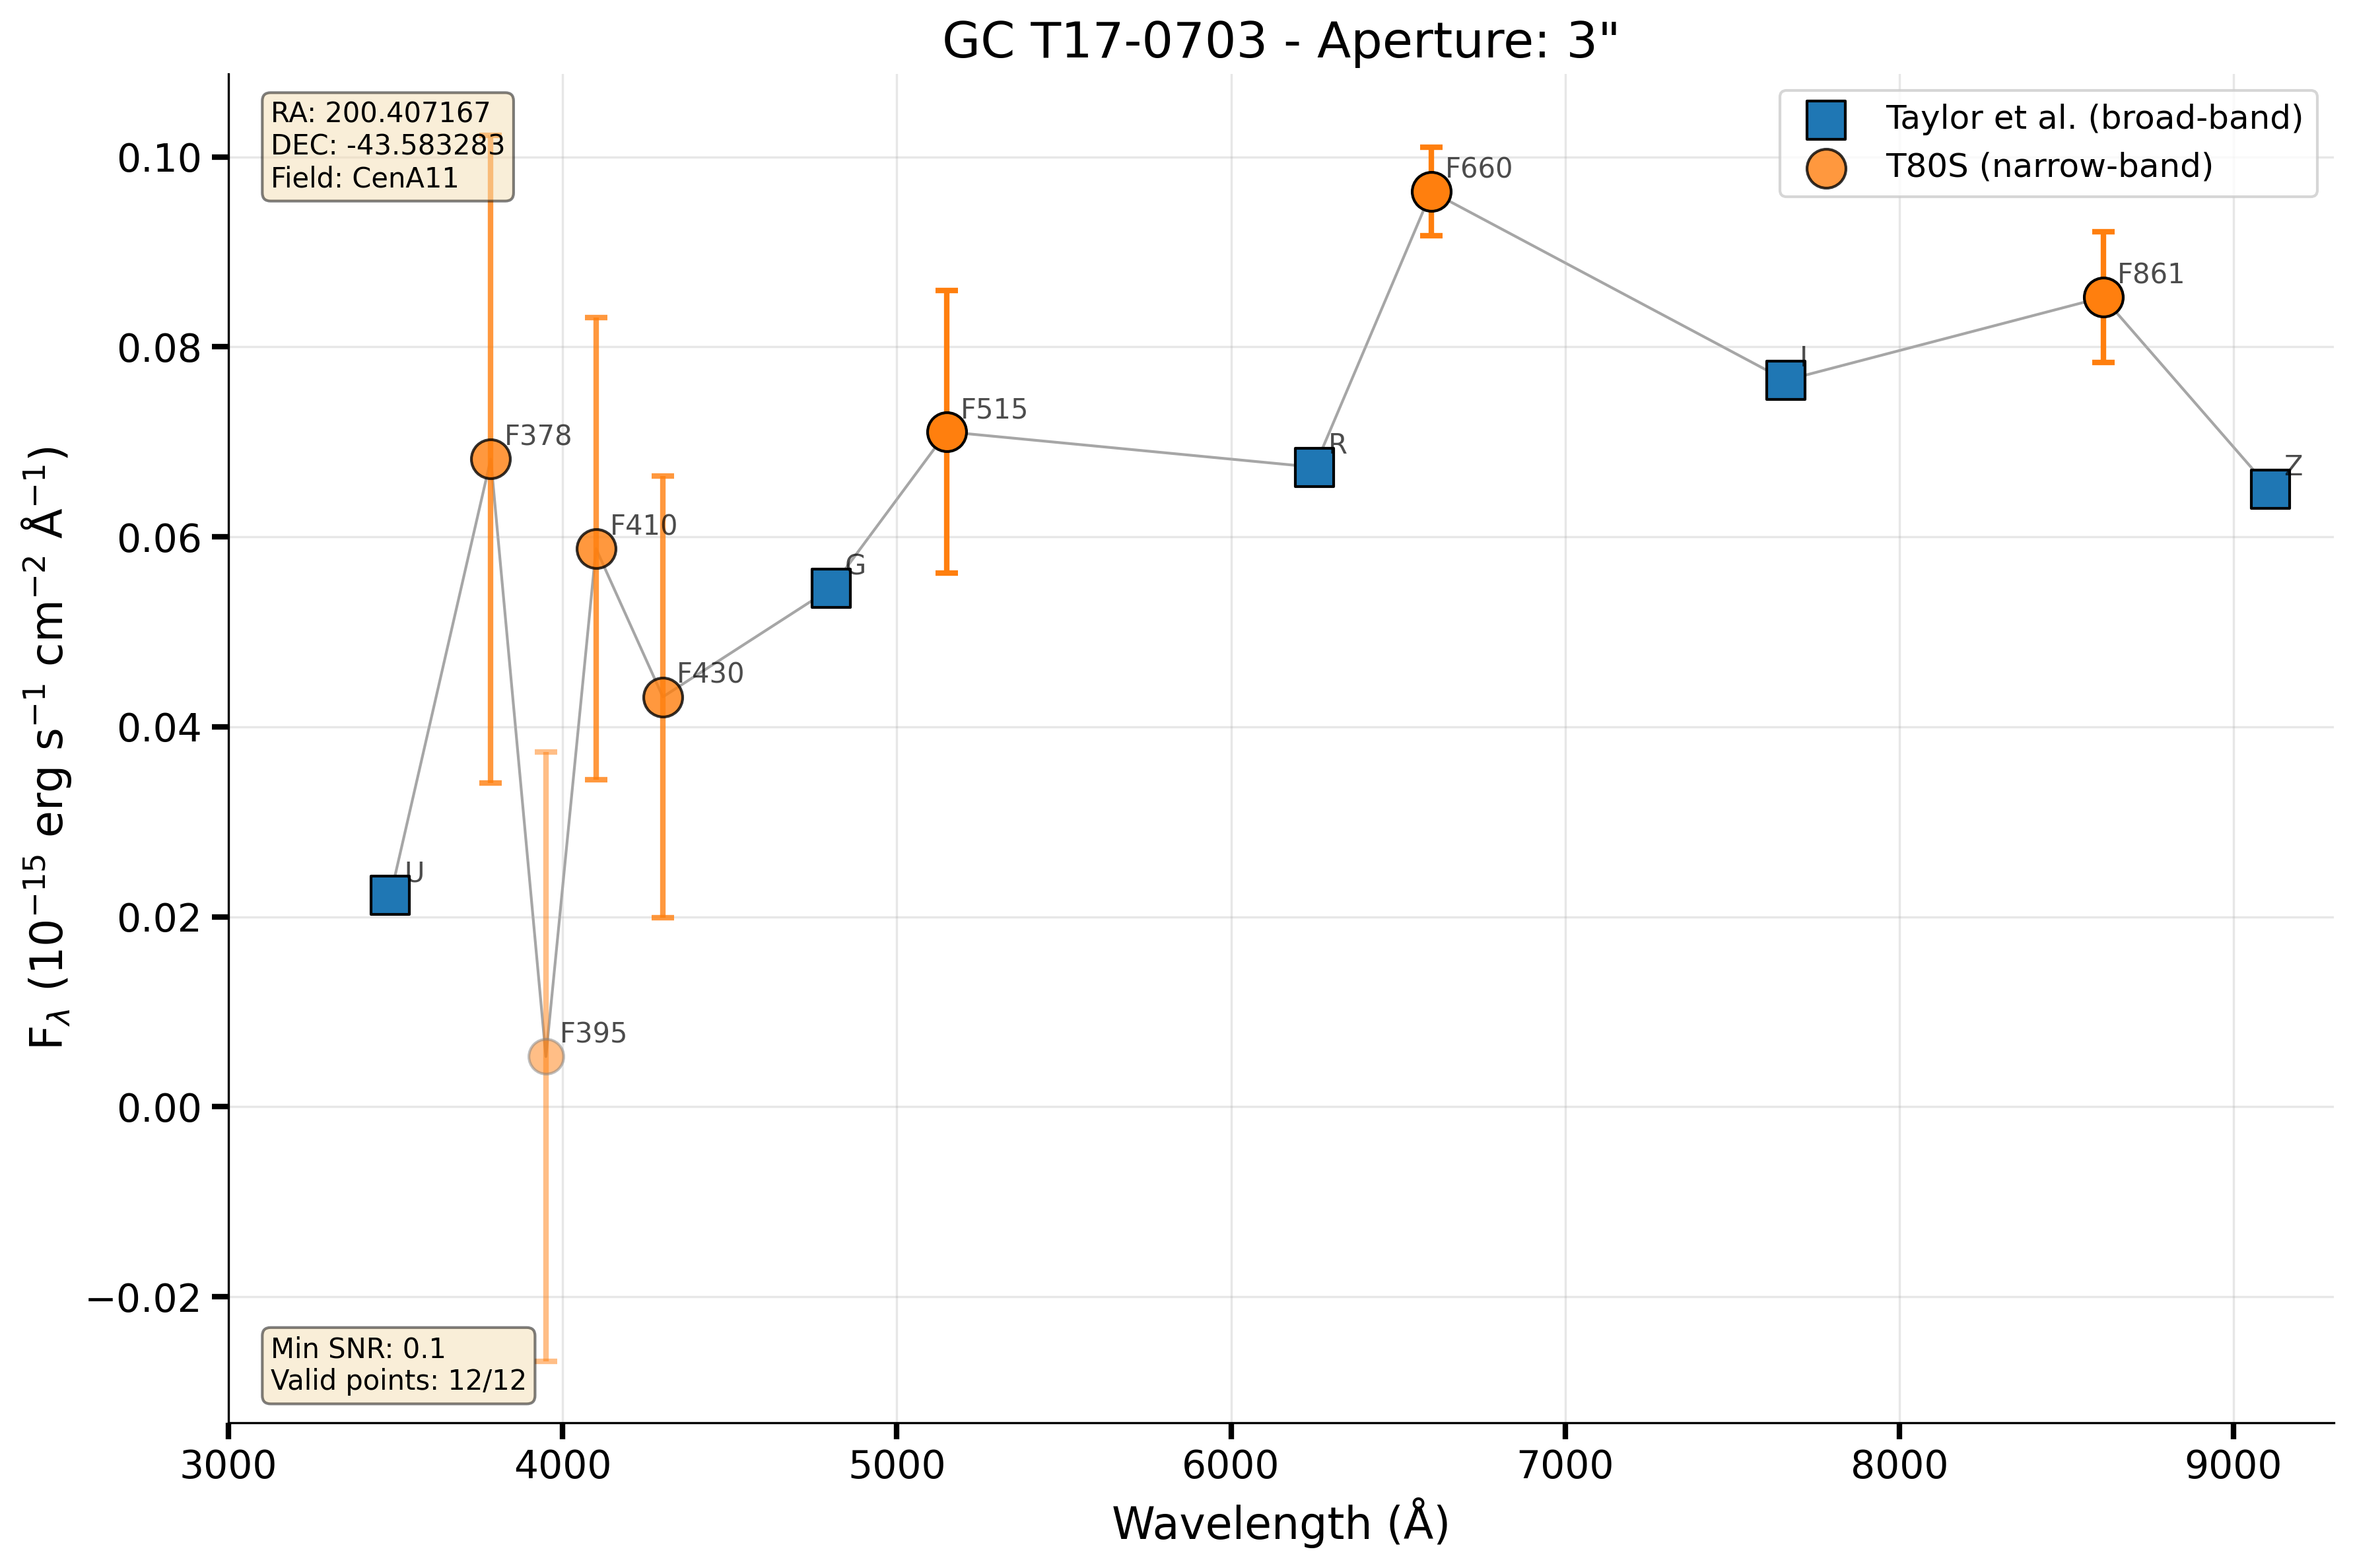 GC T17-0703 - Aperture: 3"
RA: 200.407167
DEC: -43.583283
Field: CenA11
Taylor et al. (broad-band)
T80S (narrow-band)
F660
F861
I
F378
F515
R
Z
F410
G
F430
U
F395
Min SNR: 0.1
Valid points: 12/12
0.10
0.08
0.06
0.04
0.02
0.00
−0.02
F_λ (10⁻¹⁵ erg s⁻¹ cm⁻² Å⁻¹)
3000 4000 5000 6000 7000 8000 9000
Wavelength (Å)